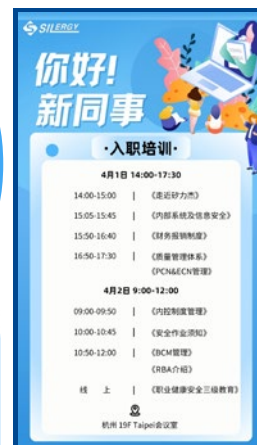 SILERGY
你好!
新同事
·入职培训·
4月1日 14:00-17:30
14:00-15:00 | 《走近矽力杰》
15:05-15:45 | 《内部系统及信息安全》
15:50-16:40 | 《财务报销制度》
16:50-17:30 | 《质量管理体系》
《PCN&ECN管理》
4月2日 9:00-12:00
09:00-09:50 | 《内控制度管理》
10:00-10:45 | 《安全作业须知》
10:50-12:00 | 《BCM管理》
《RBA介绍》
线 上 | 《职业健康安全三级教育》
杭州 19F Taipei会议室